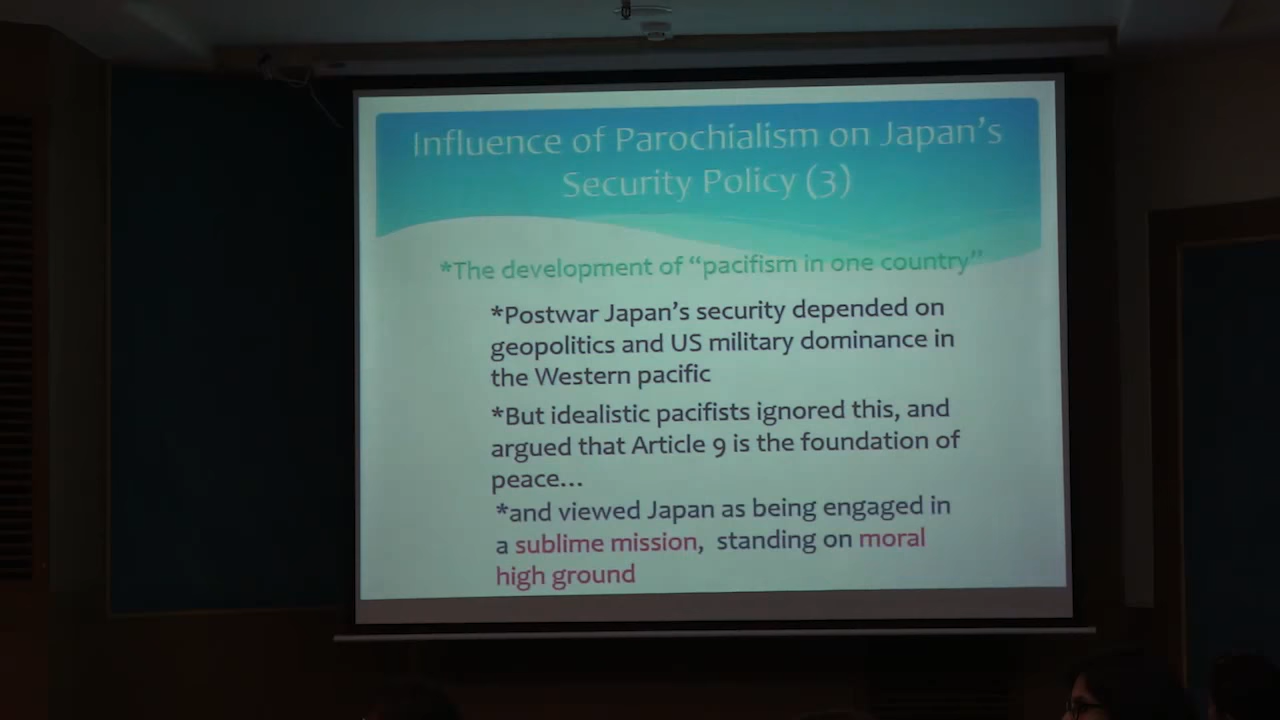 Influence of Parochialism on Japan's
Security Policy (3)
*The development of “pacifism in one country”
*Postwar Japan's security depended on
geopolitics and US military dominance in
the Western pacific
*But idealistic pacifists ignored this, and
argued that Article 9 is the foundation of
peace...
*and viewed Japan as being engaged in
a sublime mission, standing on moral
high ground